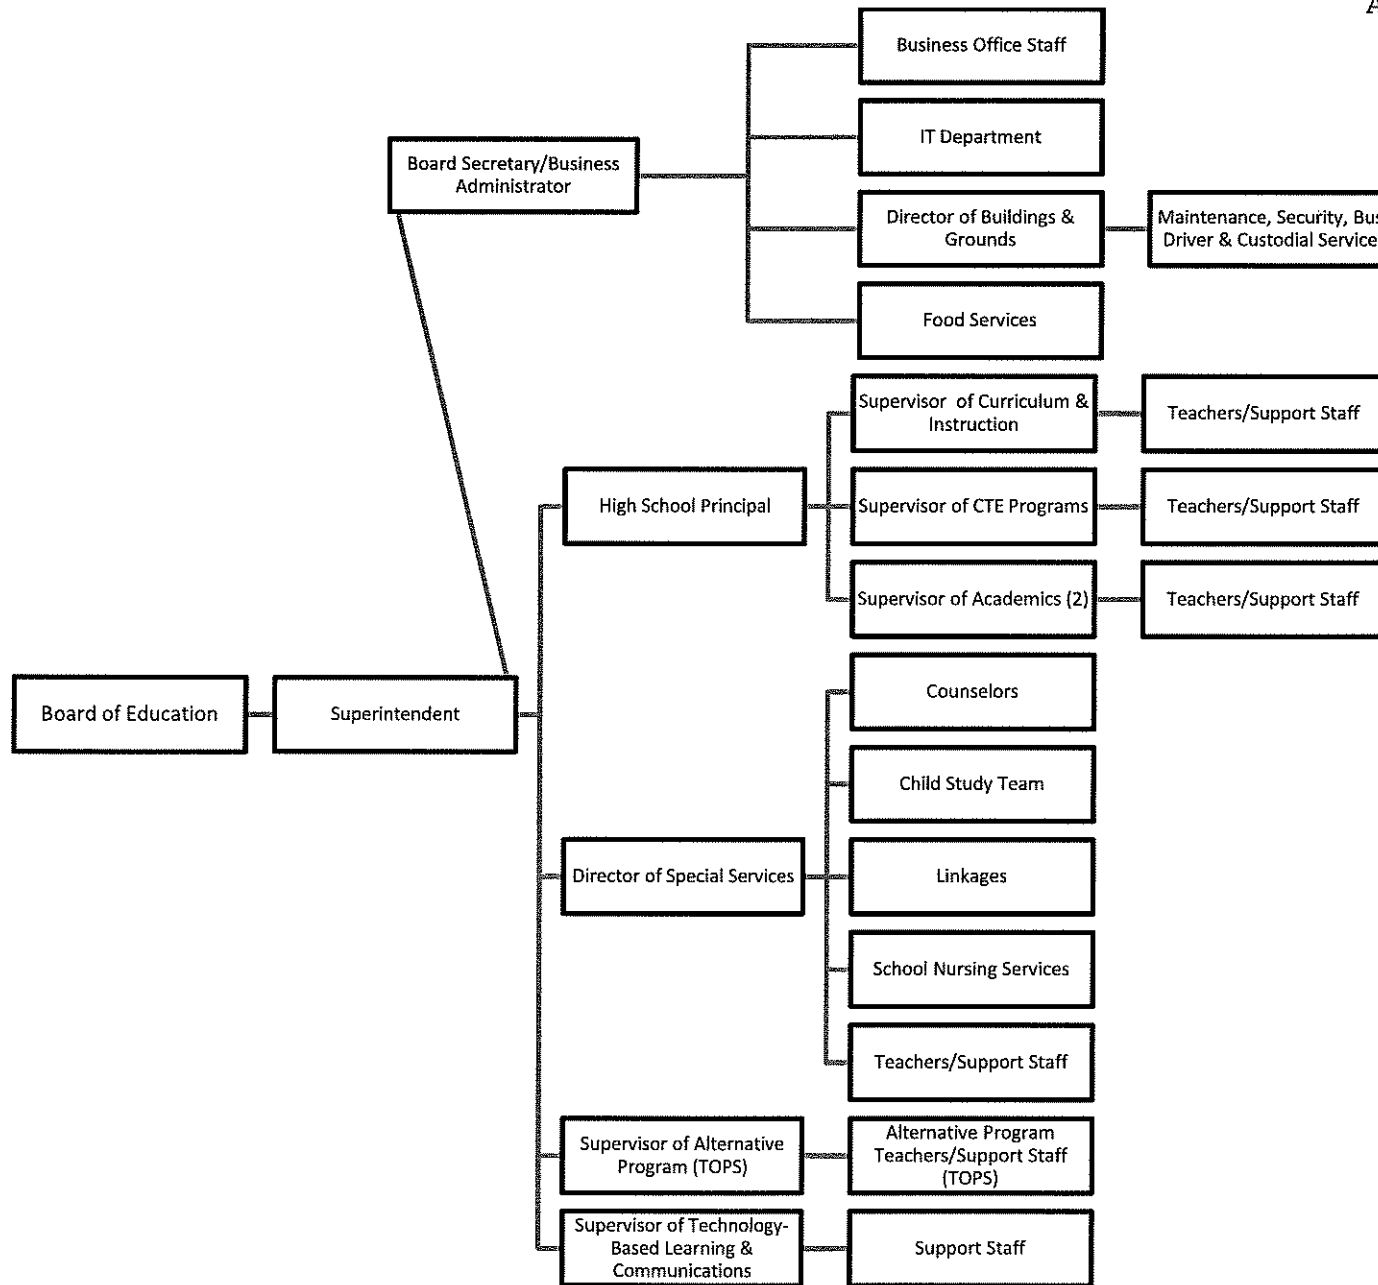 A
Business Office Staff
IT Department
Board Secretary/Business
Administrator
Director of Buildings &
Grounds
Maintenance, Security, Bus
Driver & Custodial Service
Food Services
Supervisor of Curriculum &
Instruction
Teachers/Support Staff
High School Principal
Supervisor of CTE Programs
Teachers/Support Staff
Supervisor of Academics (2)
Teachers/Support Staff
Board of Education
Superintendent
Counselors
Child Study Team
Director of Special Services
Linkages
School Nursing Services
Teachers/Support Staff
Supervisor of Alternative
Program (TOPS)
Alternative Program
Teachers/Support Staff
(TOPS)
Supervisor of Technology-
Based Learning &
Communications
Support Staff